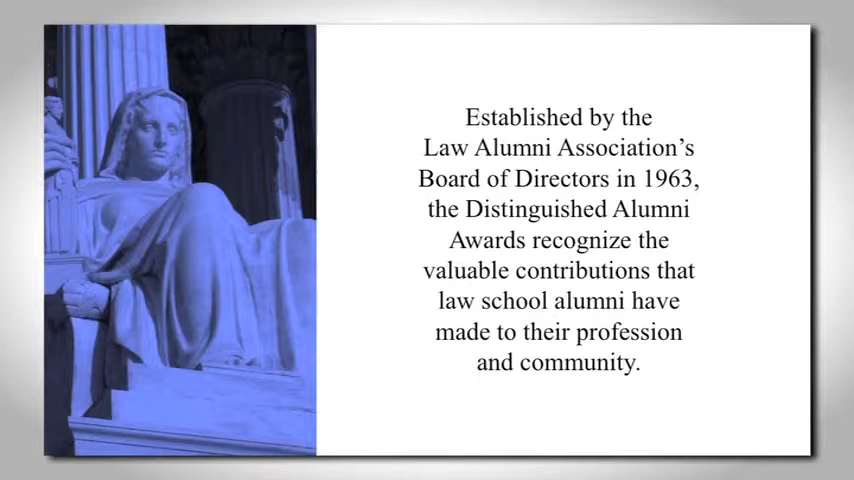 Established by the
Law Alumni Association's
Board of Directors in 1963,
the Distinguished Alumni
Awards recognize the
valuable contributions that
law school alumni have
made to their profession
and community.